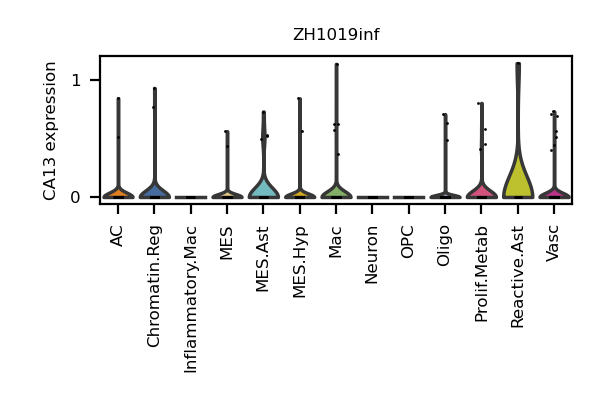 ZH1019inf
CA13 expression
1
0
AC
Chromatin.Reg
Inflammatory.Mac
MES
MES.Ast
MES.Hyp
Mac
Neuron
OPC
Oligo
Prolif.Metab
Reactive.Ast
Vasc